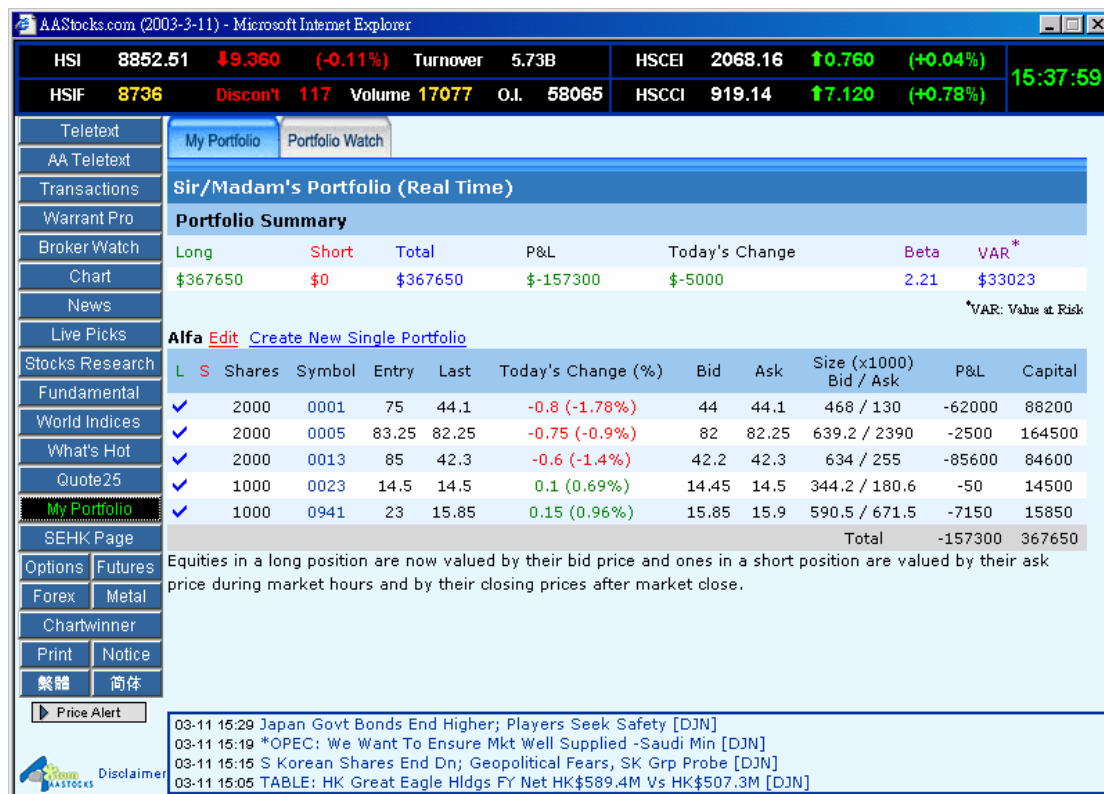 AAStocks.com (2003-3-11) - Microsoft Internet Explorer
HSI 8852.51 ⬇9.360 (-0.11%) Turnover 5.73B HSCEI 2068.16 ⬆0.760 (+0.04%)
15:37:59
HSIF 8736 Discon't 117 Volume 17077 O.I. 58065 HSCCI 919.14 ⬆7.120 (+0.78%)
Teletext
AA Teletext
Transactions
Warrant Pro
Broker Watch
Chart
News
Live Picks
Stocks Research
Fundamental
World Indices
What's Hot
Quote25
My Portfolio
SEHK Page
Options Futures
Forex Metal
Chartwinner
Print Notice
繁體 简体
Price Alert
AASTOCKS Disclaimer
My Portfolio Portfolio Watch
Sir/Madam's Portfolio (Real Time)
Portfolio Summary
Long Short Total P&L Today's Change Beta VAR*
$367650 $0 $367650 $-157300 $-5000 2.21 $33023
*VAR: Value at Risk
Alfa Edit Create New Single Portfolio
L S Shares Symbol Entry Last Today's Change (%) Bid Ask Size (x1000) Bid / Ask P&L Capital
✓ 2000 0001 75 44.1 -0.8 (-1.78%) 44 44.1 468 / 130 -62000 88200
✓ 2000 0005 83.25 82.25 -0.75 (-0.9%) 82 82.25 639.2 / 2390 -2500 164500
✓ 2000 0013 85 42.3 -0.6 (-1.4%) 42.2 42.3 634 / 255 -85600 84600
✓ 1000 0023 14.5 14.5 0.1 (0.69%) 14.45 14.5 344.2 / 180.6 -50 14500
✓ 1000 0941 23 15.85 0.15 (0.96%) 15.85 15.9 590.5 / 671.5 -7150 15850
Total -157300 367650
Equities in a long position are now valued by their bid price and ones in a short position are valued by their ask
price during market hours and by their closing prices after market close.
03-11 15:29 Japan Govt Bonds End Higher; Players Seek Safety [DJN]
03-11 15:19 *OPEC: We Want To Ensure Mkt Well Supplied -Saudi Min [DJN]
03-11 15:15 S Korean Shares End Dn; Geopolitical Fears, SK Grp Probe [DJN]
03-11 15:05 TABLE: HK Great Eagle Hldgs FY Net HK$589.4M Vs HK$507.3M [DJN]